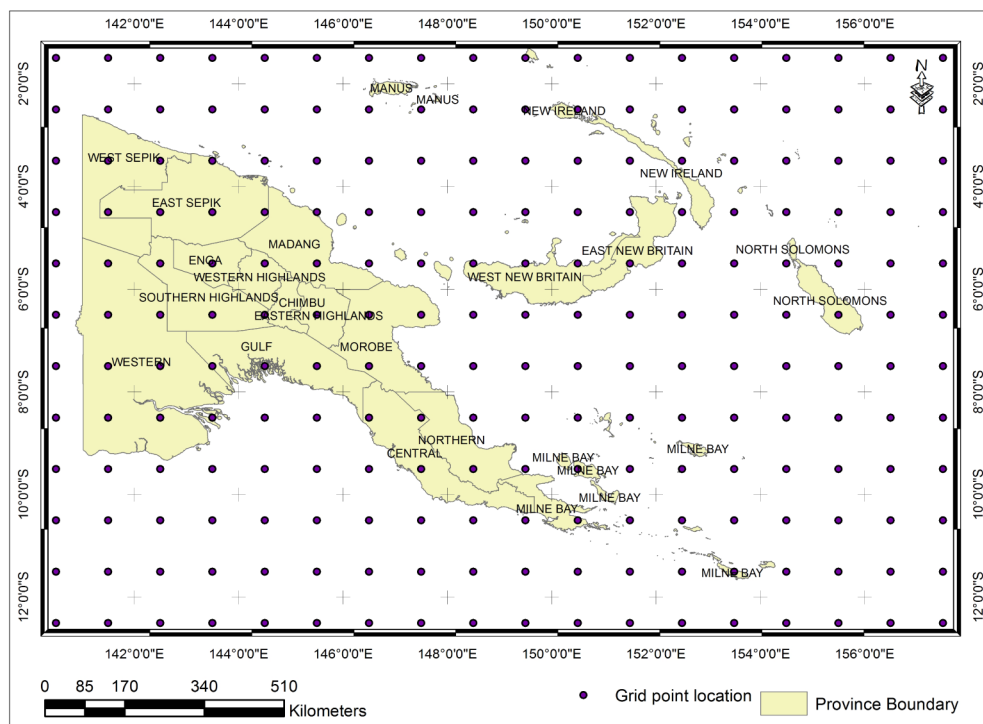 142°0'0"E 144°0'0"E 146°0'0"E 148°0'0"E 150°0'0"E 152°0'0"E 154°0'0"E 156°0'0"E
N
2°0'0"S 2°0'0"S
MANUS
MANUS
NEW IRELAND
WEST SEPIK
NEW IRELAND
4°0'0"S 4°0'0"S
EAST SEPIK
MADANG
EAST NEW BRITAIN
NORTH SOLOMONS
ENGA
WESTERN HIGHLANDS
WEST NEW BRITAIN
6°0'0"S 6°0'0"S
SOUTHERN HIGHLANDS
CHIMBU
NORTH SOLOMONS
EASTERN HIGHLANDS
GULF
MOROBE
WESTERN
8°0'0"S 8°0'0"S
NORTHERN
CENTRAL
MILNE BAY
MILNE BAY
MILNE BAY
10°0'0"S 10°0'0"S
MILNE BAY
MILNE BAY
MILNE BAY
12°0'0"S 12°0'0"S
142°0'0"E 144°0'0"E 146°0'0"E 148°0'0"E 150°0'0"E 152°0'0"E 154°0'0"E 156°0'0"E
0 85 170 340 510
Kilometers
Grid point location
Province Boundary